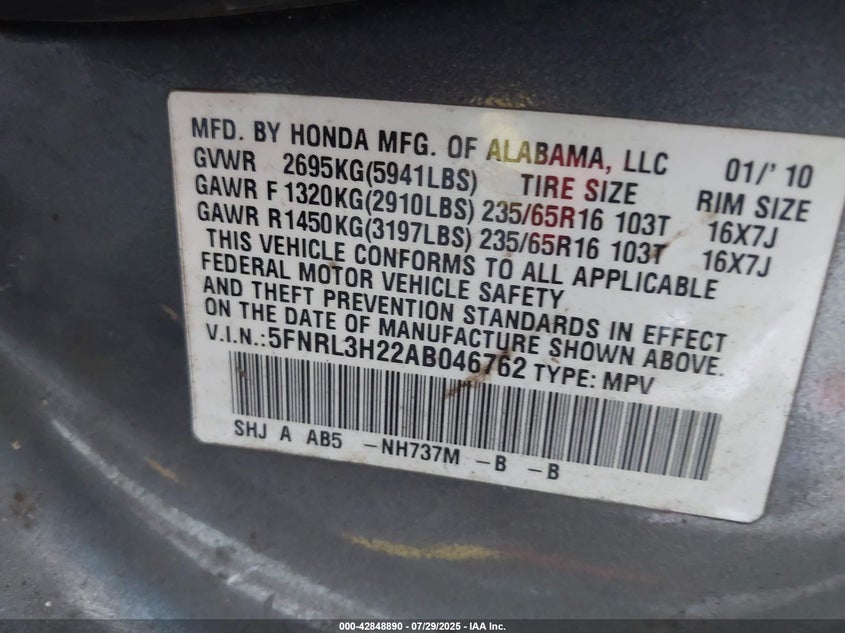 MFD. BY HONDA MFG. OF ALABAMA, LLC 01/' 10
GVWR 2695KG(5941LBS) TIRE SIZE RIM SIZE
GAWR F 1320KG(2910LBS) 235/65R16 103T 16X7J
GAWR R1450KG(3197LBS) 235/65R16 103T 16X7J
THIS VEHICLE CONFORMS TO ALL APPLICABLE
FEDERAL MOTOR VEHICLE SAFETY
AND THEFT PREVENTION STANDARDS IN EFFECT
ON THE DATE OF MANUFACTURE SHOWN ABOVE.
V.I.N.:5FNRL3H22AB046762 TYPE: MPV
SHJ A AB5 -NH737M -B -B
000-42848890 | 07/29/2025 - IAA Inc.